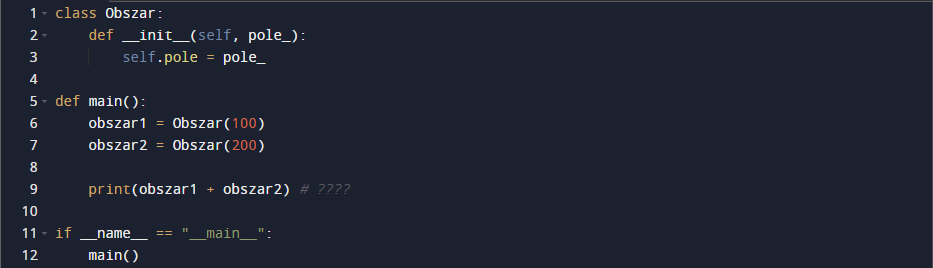 1 class Obszar:
2     def __init__(self, pole_):
3         self.pole = pole_
4
5 def main():
6     obszar1 = Obszar(100)
7     obszar2 = Obszar(200)
8
9     print(obszar1 + obszar2) # ????
10
11 if __name__ == "__main__":
12     main()